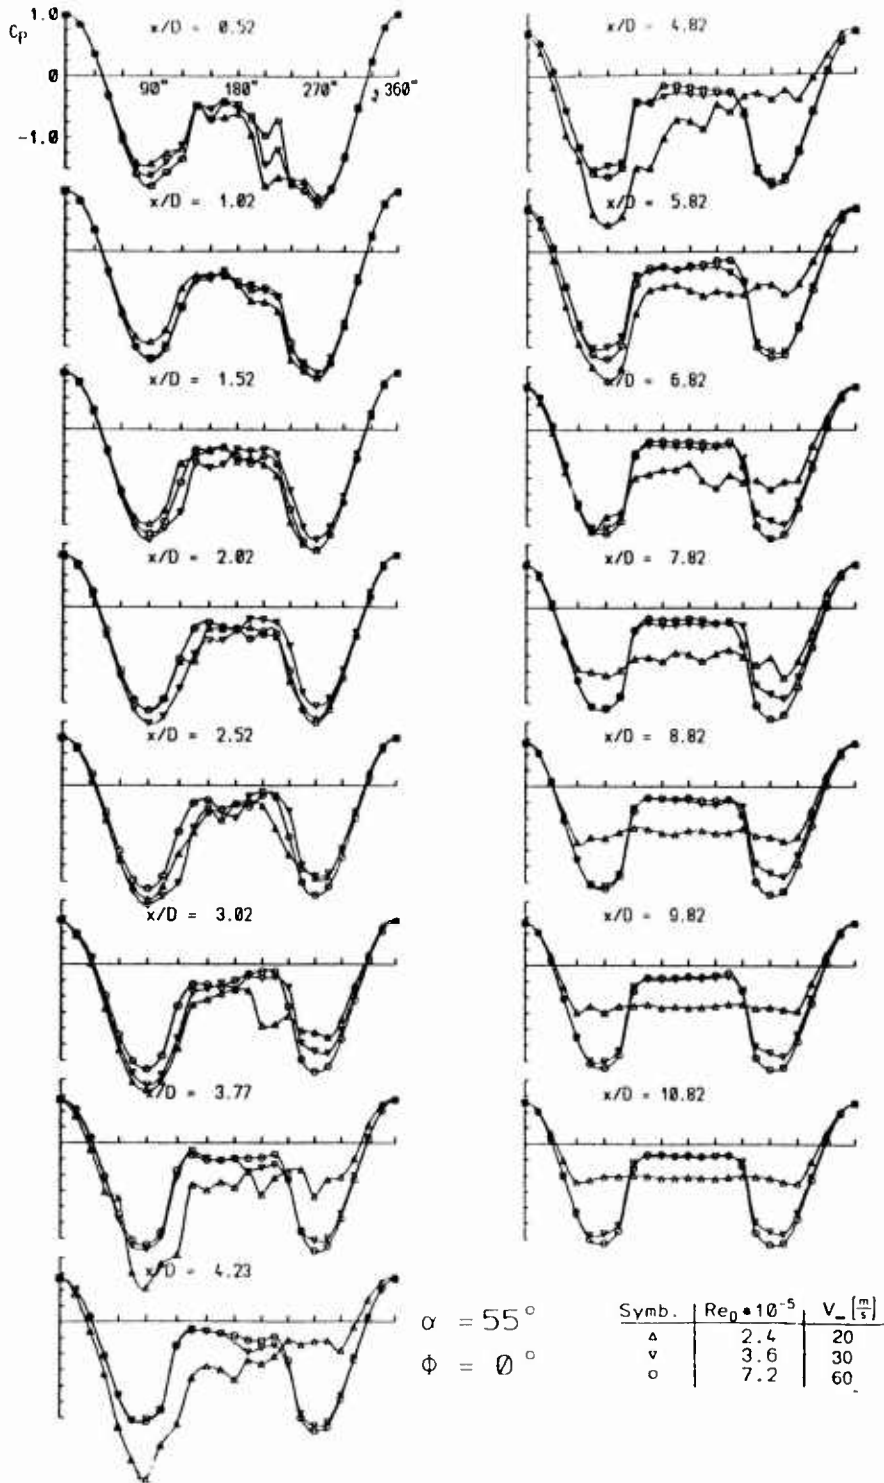 1.0
Cp
x/D = 0.52
0
90° 180° 270° 360°
-1.0
x/D = 1.02
x/D = 1.52
x/D = 2.02
x/D = 2.52
x/D = 3.02
x/D = 3.77
x/D = 4.23
x/D = 4.82
x/D = 5.82
x/D = 6.82
x/D = 7.82
x/D = 8.82
x/D = 9.82
x/D = 10.82
α = 55°
Φ = 0°
Symb. Re_D * 10^-5 V_∞ [m/s]
△ 2.4 20
▽ 3.6 30
○ 7.2 60